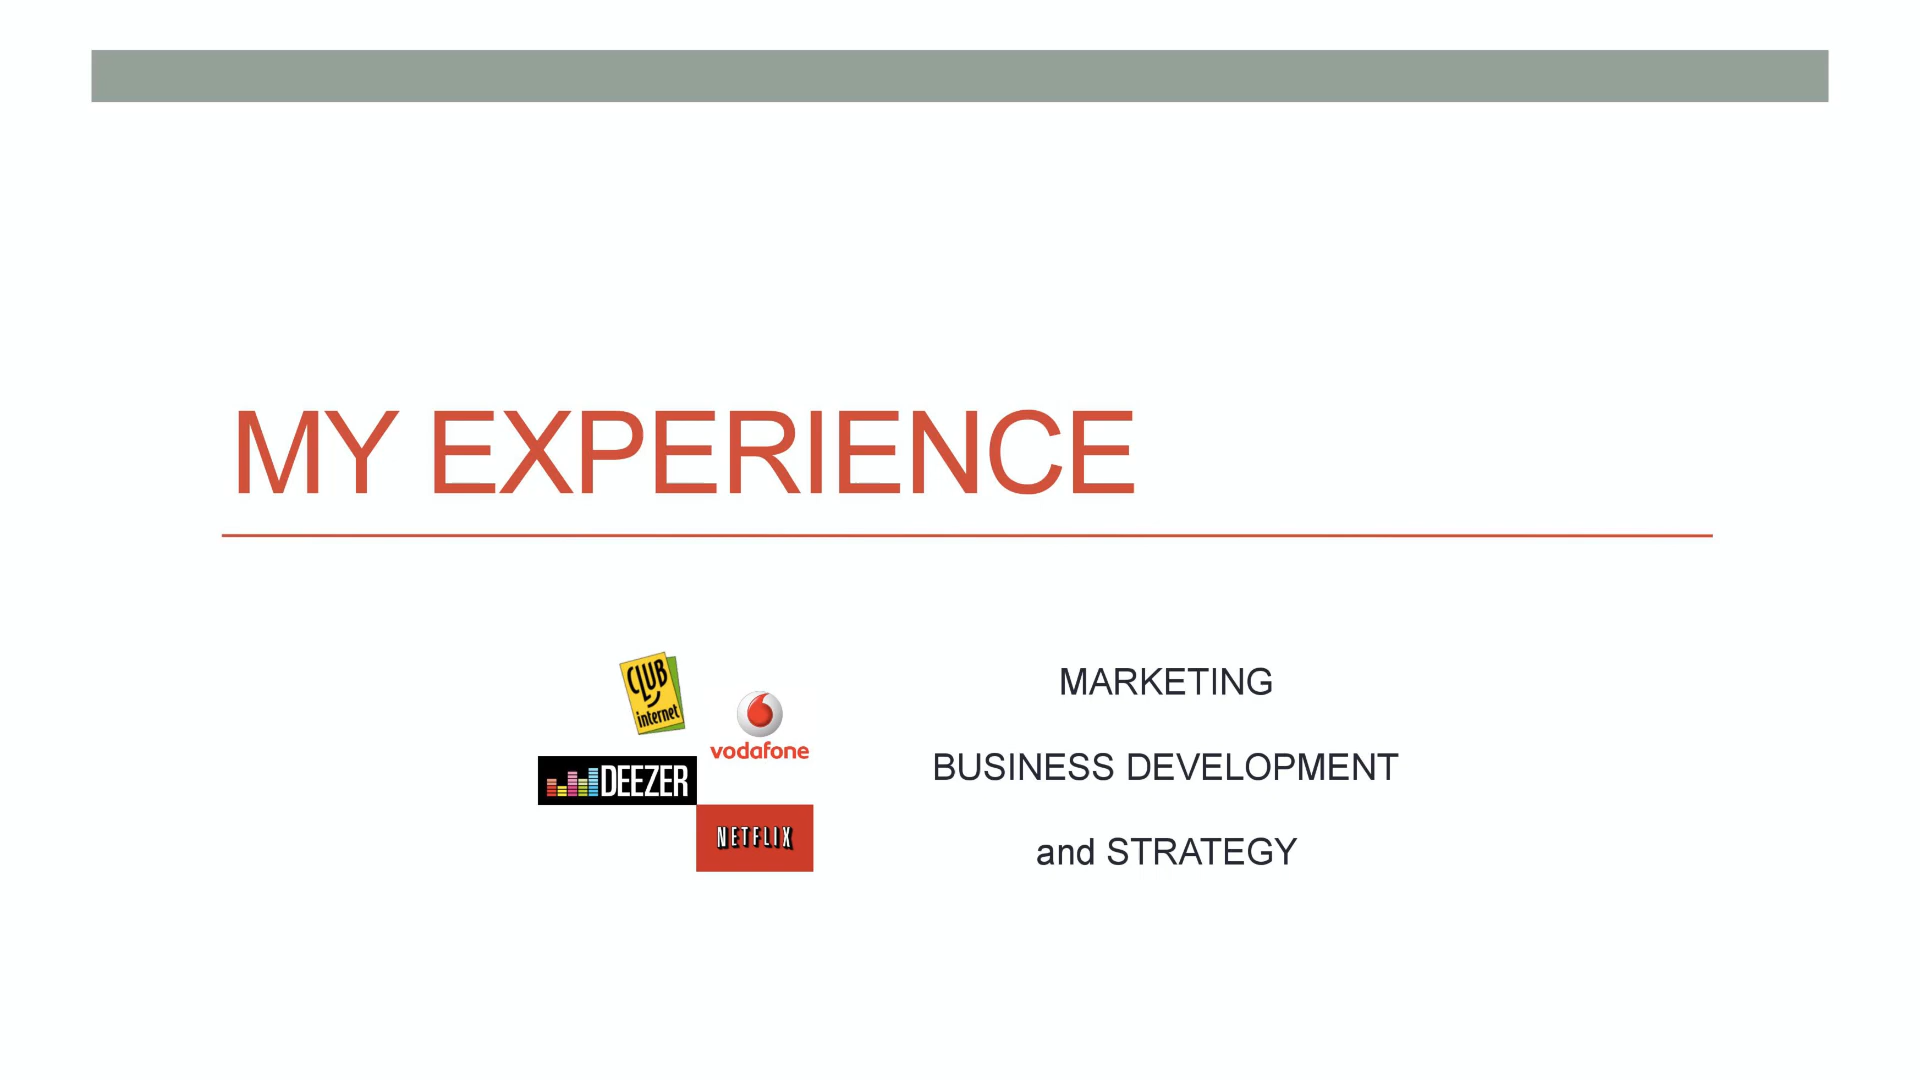 MY EXPERIENCE
CLUB
internet
vodafone
DEEZER
NETFLIX
MARKETING
BUSINESS DEVELOPMENT
and STRATEGY